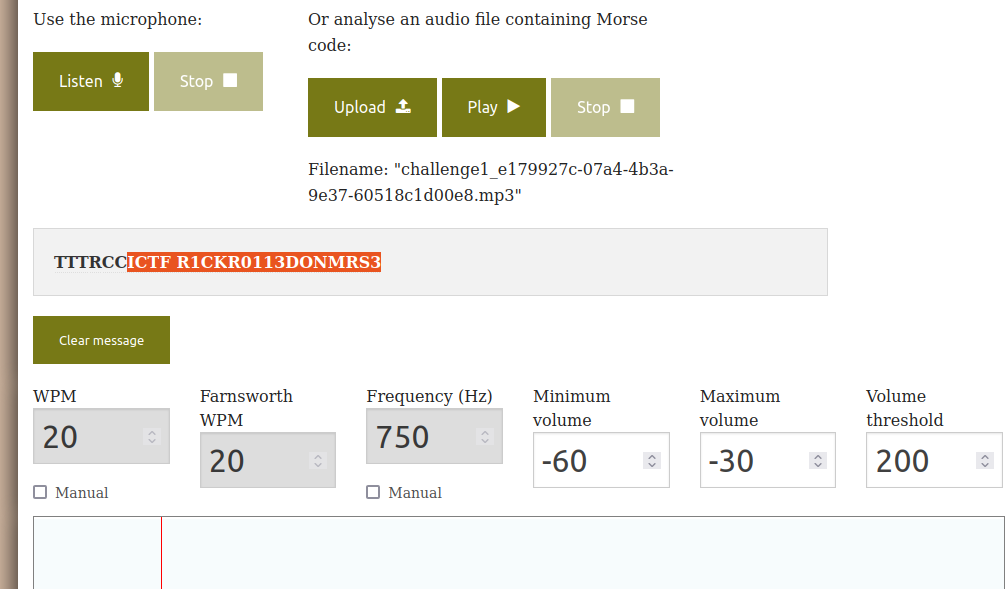 Use the microphone:
Listen
Stop
Or analyse an audio file containing Morse
code:
Upload
Play
Stop
Filename: "challenge1_e179927c-07a4-4b3a-
9e37-60518c1d00e8.mp3"
TTTRCCICTF R1CKR0113DONMRS3
Clear message
WPM
20
Manual
Farnsworth
WPM
20
Frequency (Hz)
750
Manual
Minimum
volume
-60
Maximum
volume
-30
Volume
threshold
200